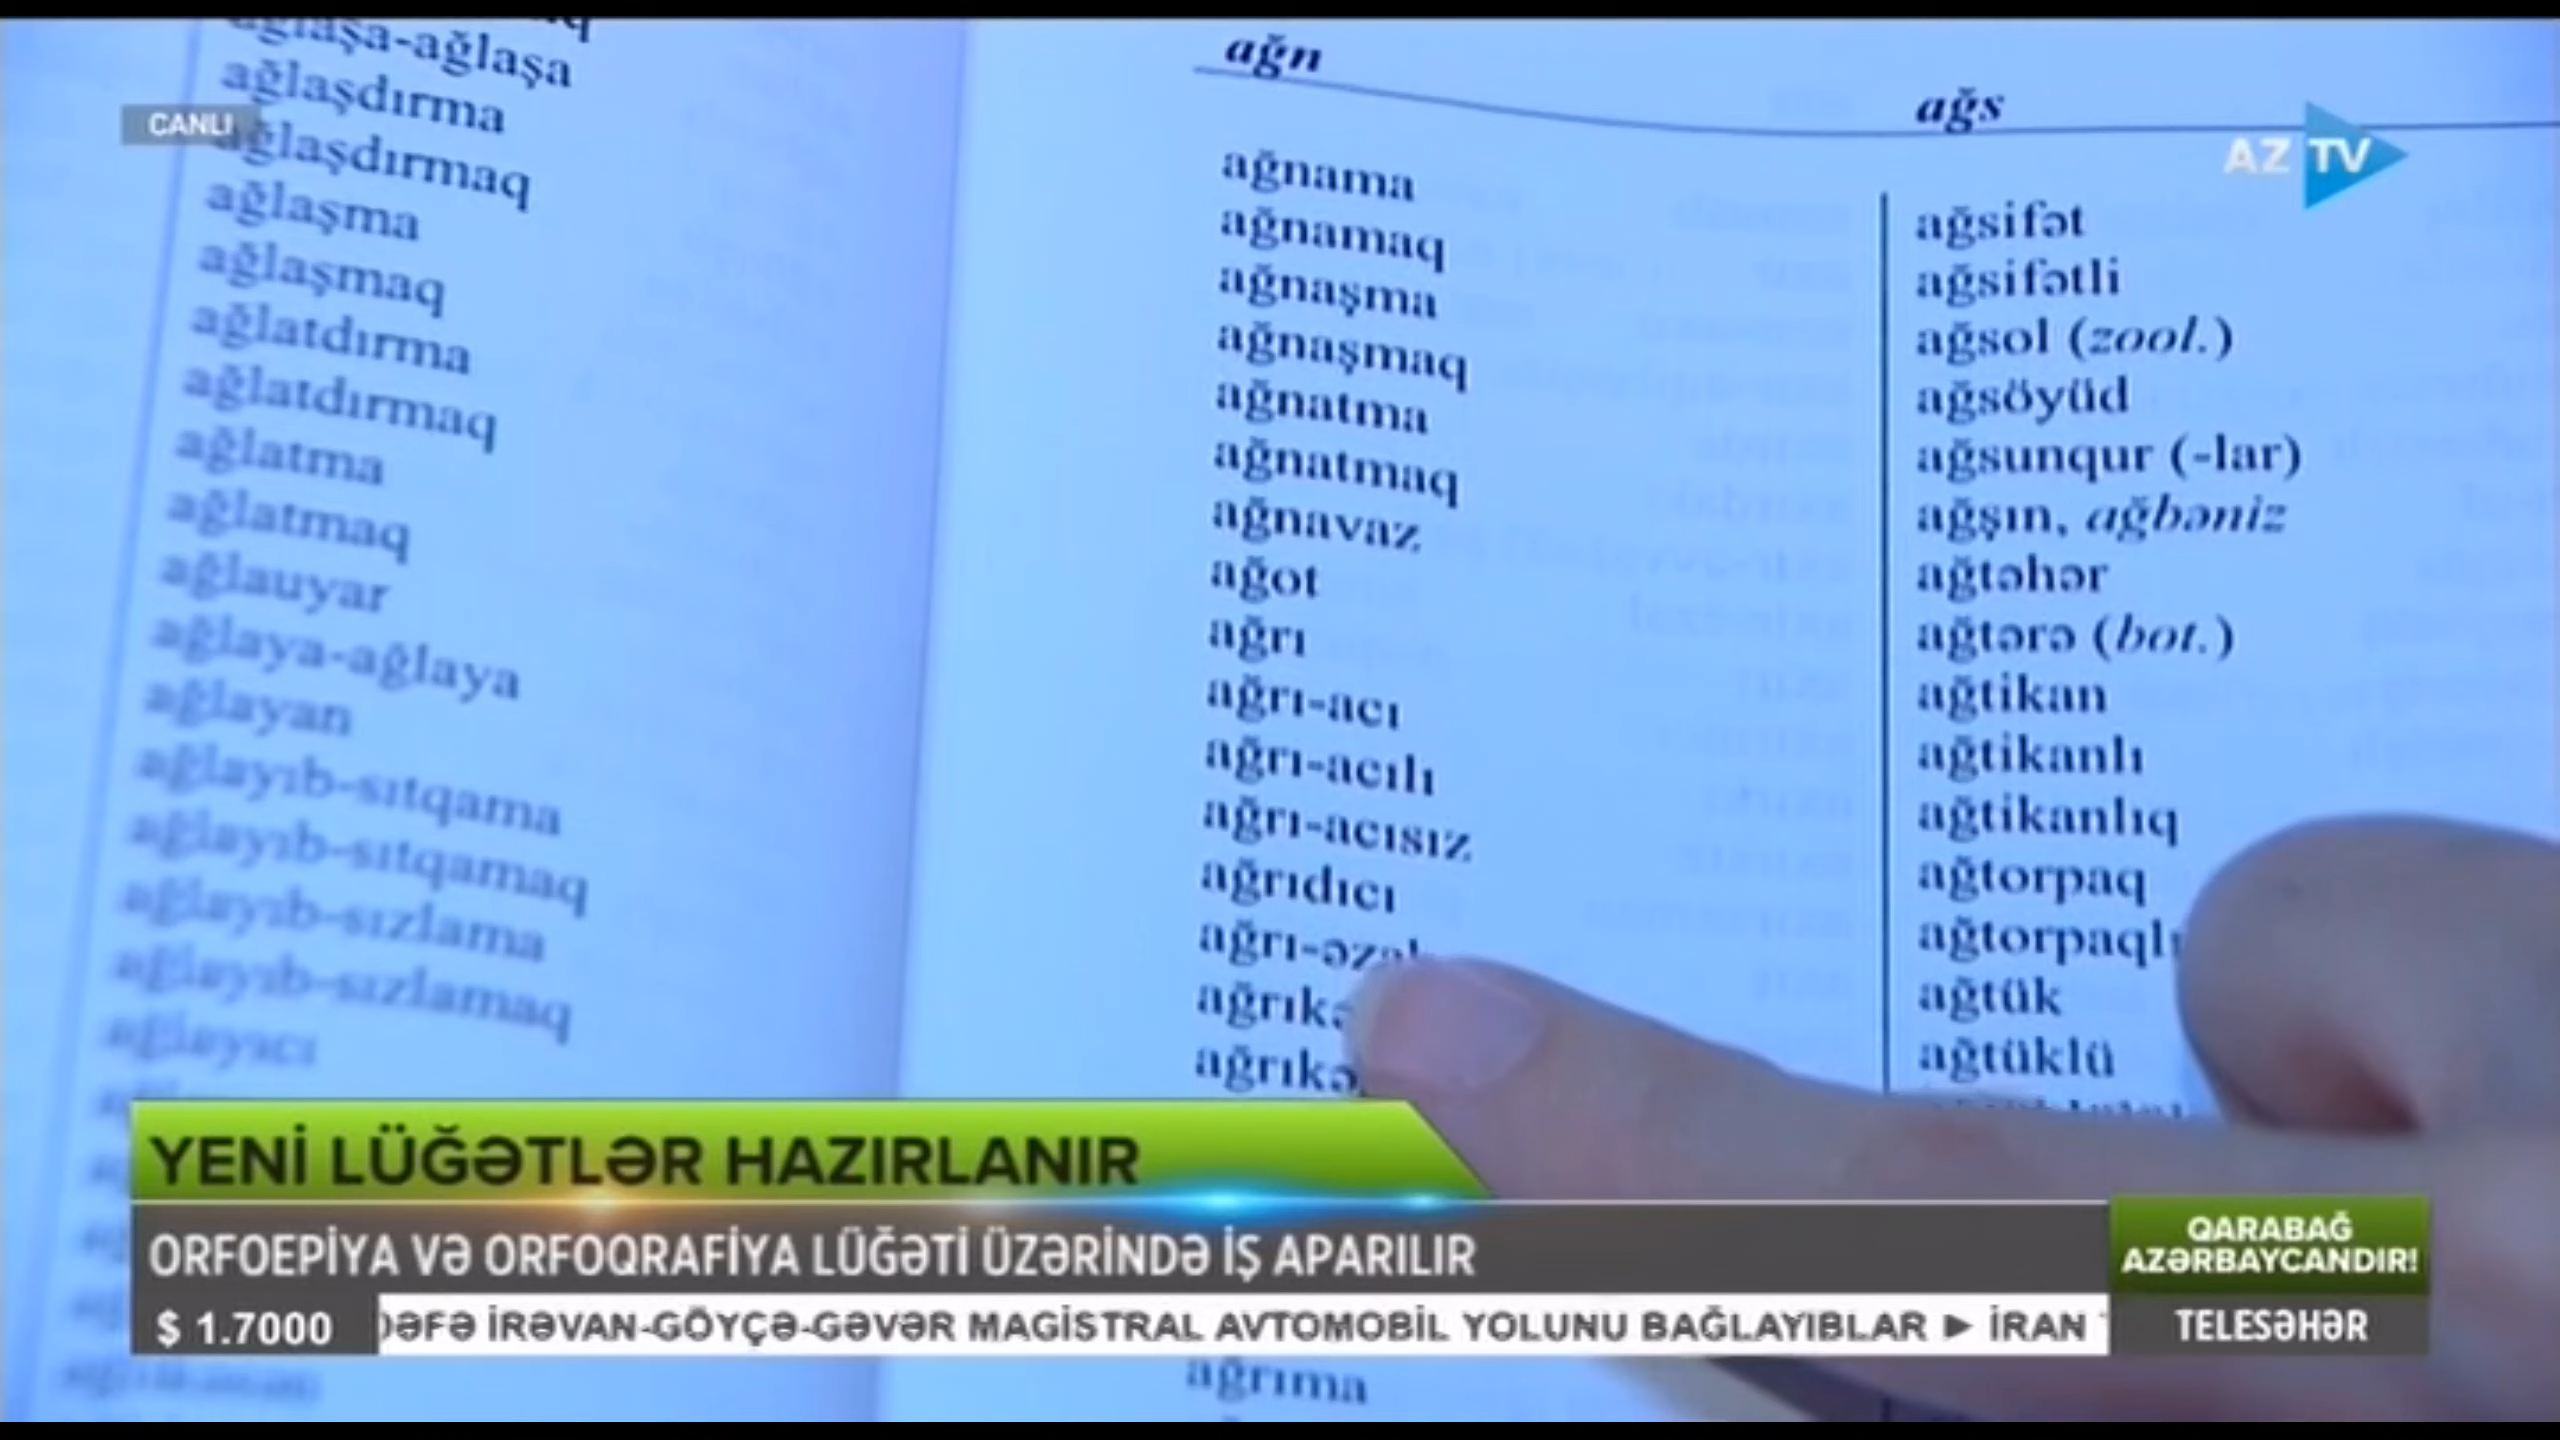 CANLI
AZ TV
ağlaşa-ağlaşa
ağlaşdırma
ağlaşdırmaq
ağlaşma
ağlaşmaq
ağlatdırma
ağlatdırmaq
ağlatma
ağlatmaq
ağlauyar
ağlaya-ağlaya
ağlayan
ağlayıb-sıtqama
ağlayıb-sıtqamaq
ağlayıb-sızlama
ağlayıb-sızlamaq
ağlayıcı
ağn
ağnama
ağnamaq
ağnaşma
ağnaşmaq
ağnatma
ağnatmaq
ağnavaz
ağot
ağrı
ağrı-acı
ağrı-acılı
ağrı-acısız
ağrıdıcı
ağrıma
ağs
ağsifət
ağsifətli
ağsol (zool.)
ağsöyüd
ağsunqur (-lar)
ağşın, ağbəniz
ağtəhər
ağtərə (bot.)
ağtikan
ağtikanlı
ağtikanlıq
ağtorpaq
ağtorpaqlı
ağtük
ağtüklü
YENİ LÜĞƏTLƏR HAZIRLANIR
ORFOEPİYA VƏ ORFOQRAFİYA LÜĞƏTİ ÜZƏRİNDƏ İŞ APARILIR
$ 1.7000
İRƏVAN-GÖYÇƏ-GƏVƏR MAGİSTRAL AVTOMOBİL YOLUNU BAĞLAYIBLAR ► İRAN
QARABAĞ
AZƏRBAYCANDIR!
TELESƏHƏR